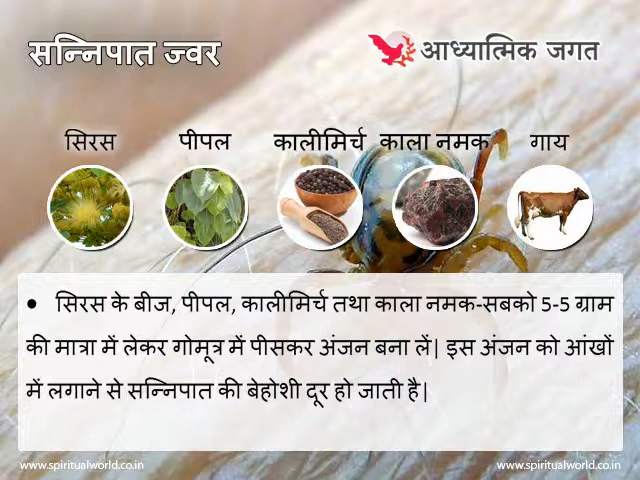 सन्निपात ज्वर
आध्यात्मिक जगत
सिरस पीपल कालीमिर्च काला नमक गाय
• सिरस के बीज, पीपल, कालीमिर्च तथा काला नमक-सबको 5-5 ग्राम
की मात्रा में लेकर गोमूत्र में पीसकर अंजन बना लें| इस अंजन को आंखों
में लगाने से सन्निपात की बेहोशी दूर हो जाती है|
www.spiritualworld.co.in www.spiritualworld.co.in